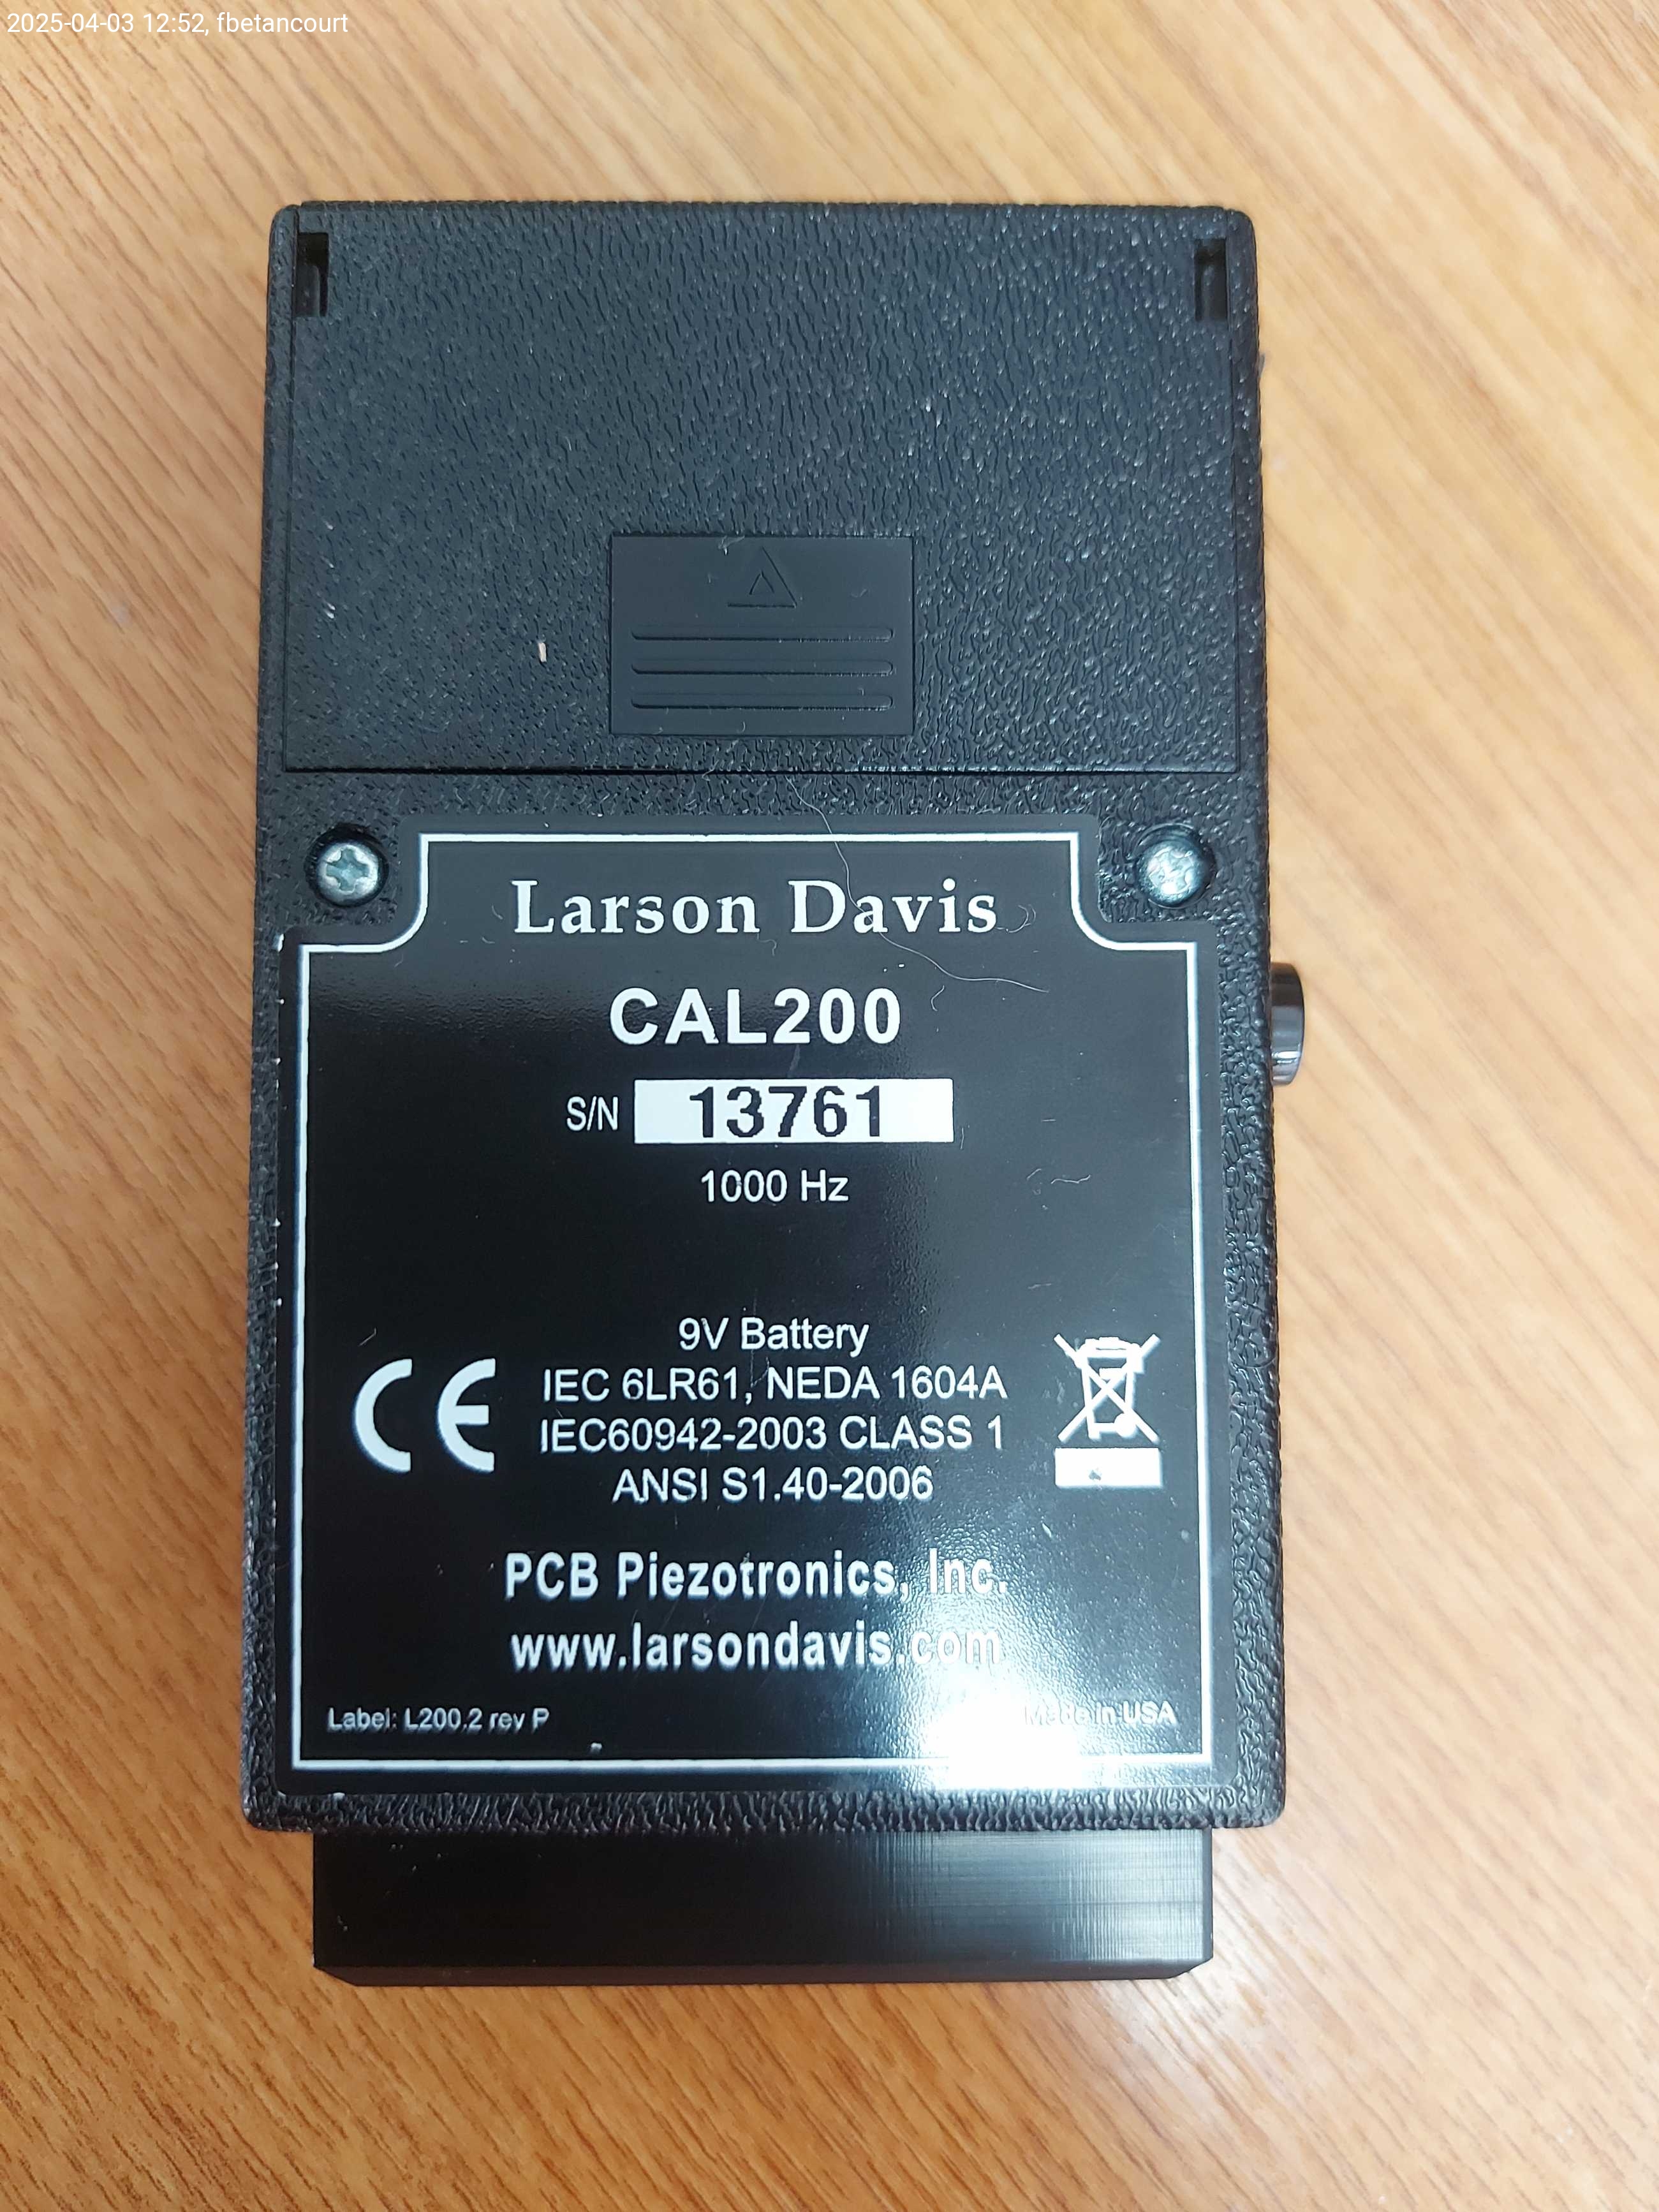 2025-04-03 12:52, fbetancourt
Larson Davis
CAL200
S/N 13761
1000 Hz
9V Battery
IEC 6LR61, NEDA 1604A
IEC60942-2003 CLASS 1
ANSI S1.40-2006
CE
PCB Piezotronics, Inc.
www.larsondavis.com
Label: L200.2 rev P
Made in USA